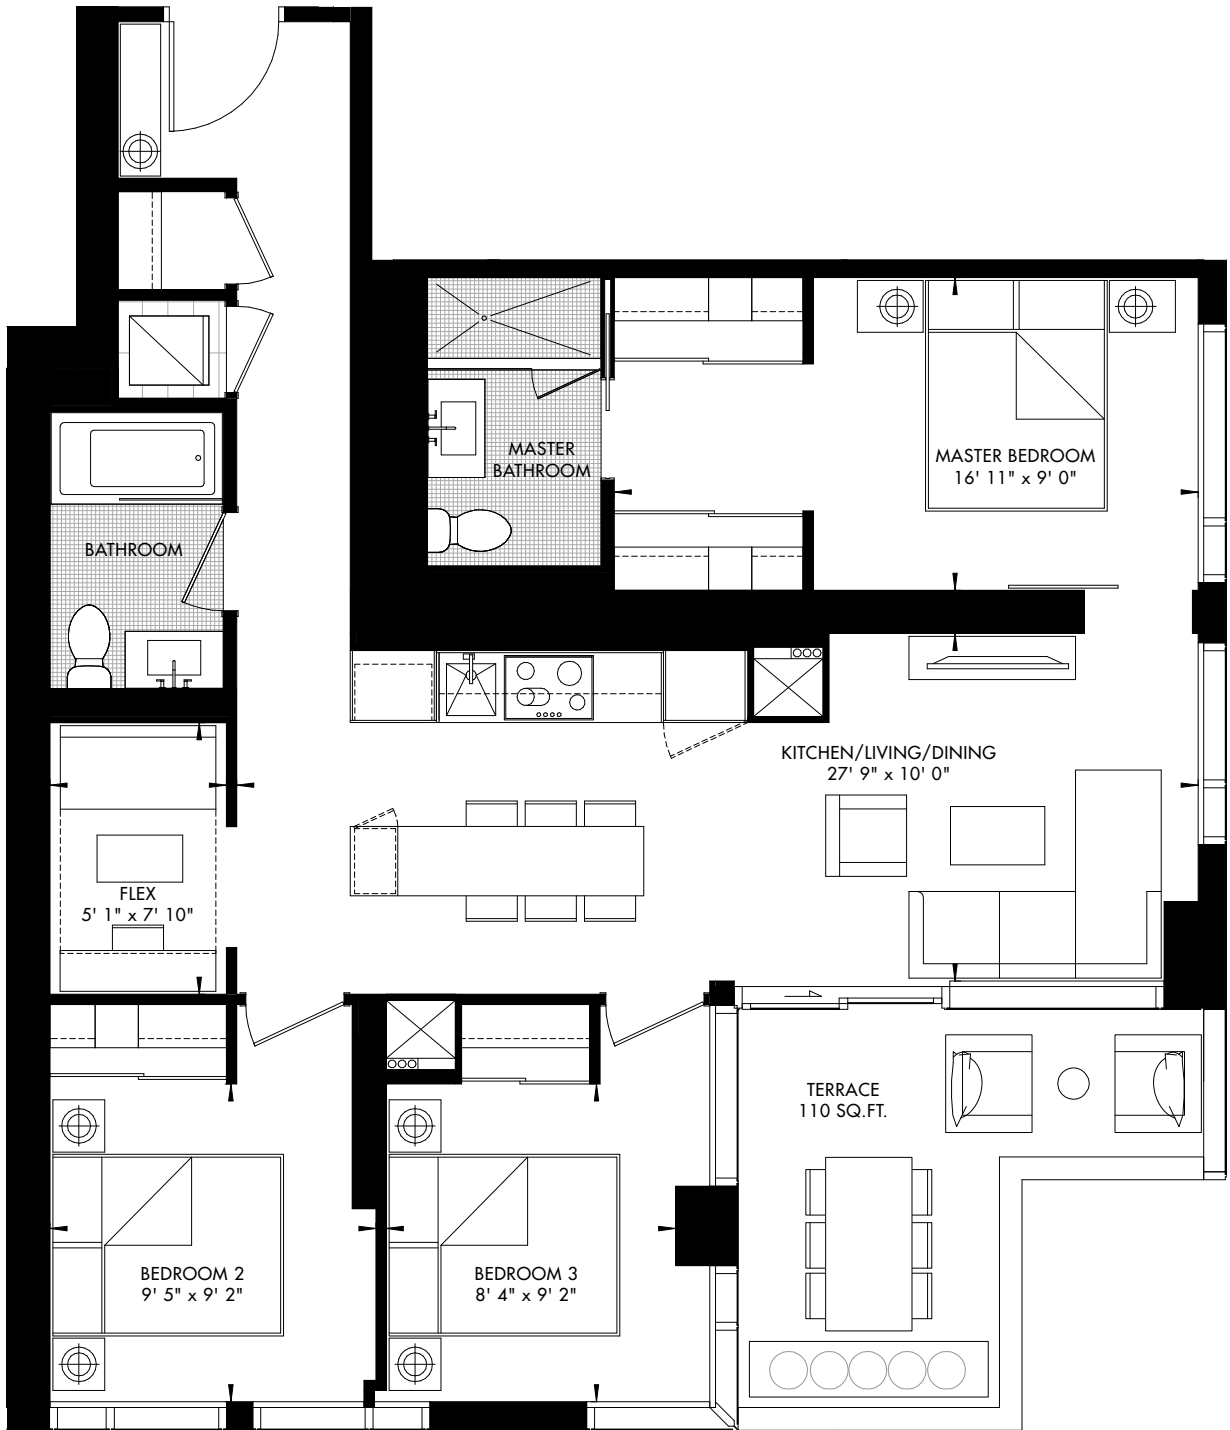 MASTER
BATHROOM
MASTER BEDROOM
16' 11" x 9' 0"
BATHROOM
KITCHEN/LIVING/DINING
27' 9" x 10' 0"
FLEX
5' 1" x 7' 10"
TERRACE
110 SQ.FT.
BEDROOM 2
9' 5" x 9' 2"
BEDROOM 3
8' 4" x 9' 2"